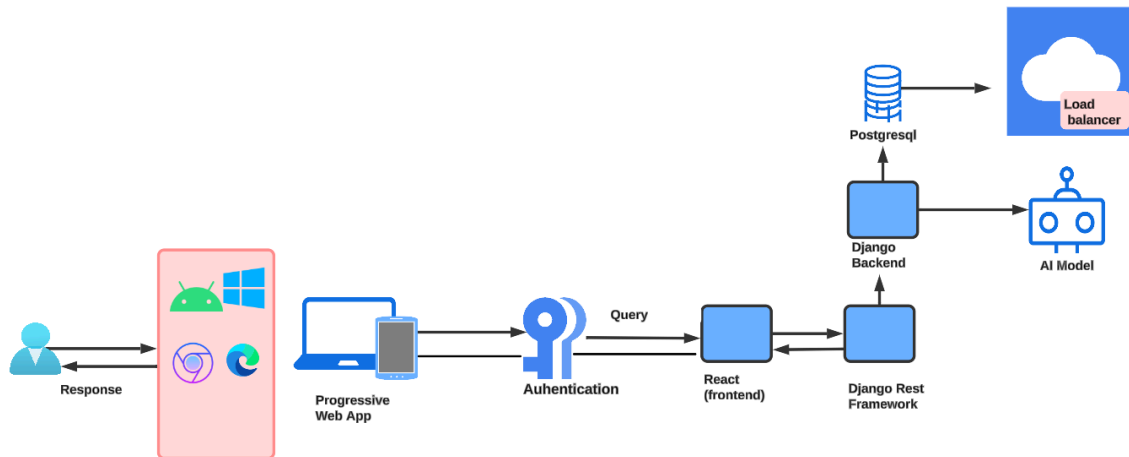 Load
balancer
Postgresql
Django
Backend
AI Model
Query
Response
Progressive
Web App
Auhentication
React
(frontend)
Django Rest
Framework